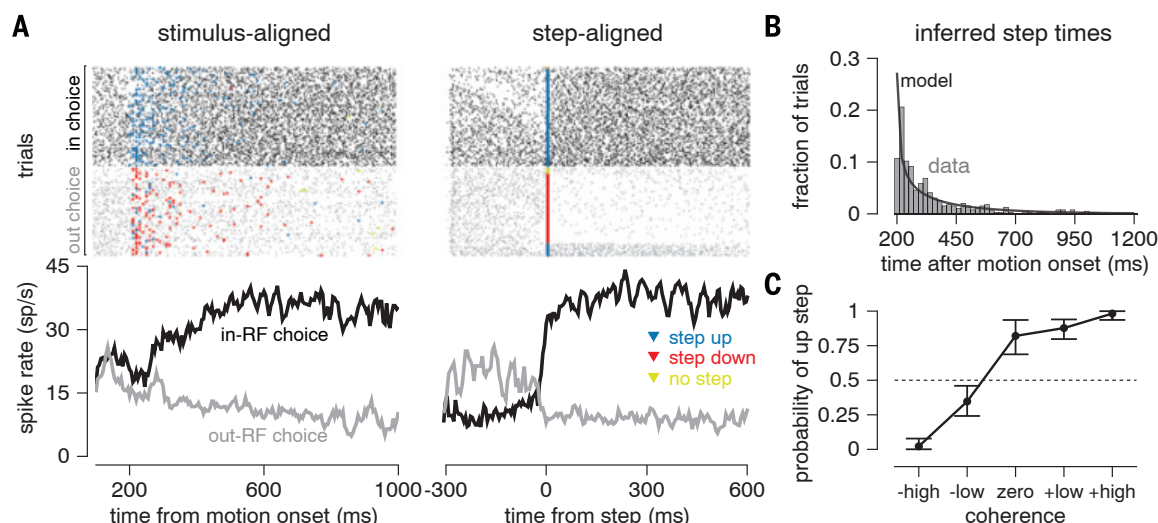 A
stimulus-aligned
step-aligned
trials
in choice
out choice
spike rate (sp/s)
45
30
15
0
in-RF choice
out-RF choice
step up
step down
no step
200
600
1000
-300
0
300
600
time from motion onset (ms)
time from step (ms)
B
inferred step times
fraction of trials
0.3
0.2
0.1
0
model
data
200
450
700
950
1200
time after motion onset (ms)
C
probability of up step
1
0.75
0.5
0.25
0
-high
-low
zero
+low
+high
coherence